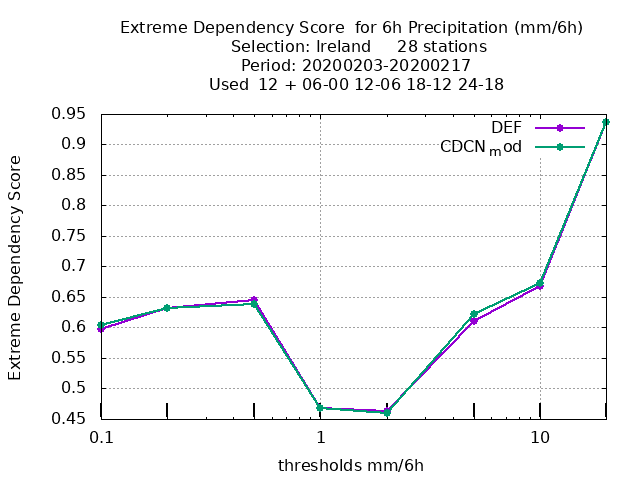 Extreme Dependency Score  for 6h Precipitation (mm/6h)
Selection: Ireland     28 stations
Period: 20200203-20200217
Used  12 + 06-00 12-06 18-12 24-18
DEF
CDCN_mod
Extreme Dependency Score
0.95
0.9
0.85
0.8
0.75
0.7
0.65
0.6
0.55
0.5
0.45
0.1 1 10
thresholds mm/6h